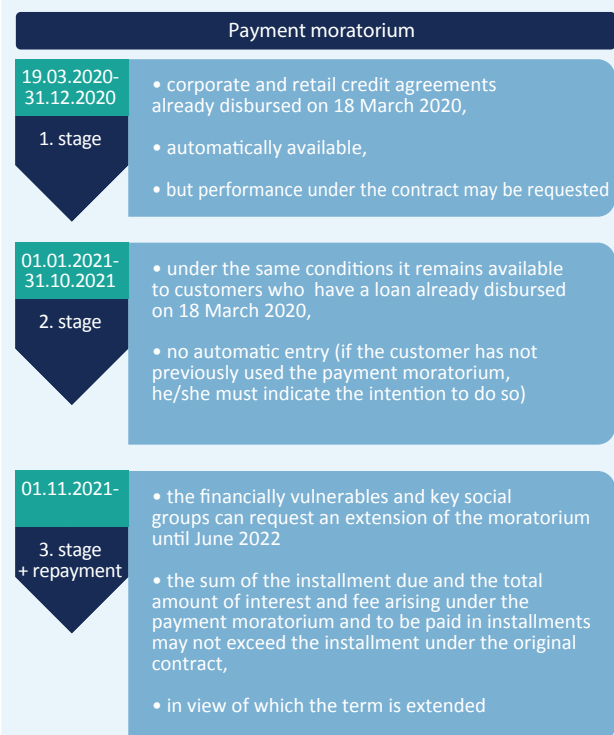 Payment moratorium
19.03.2020-
31.12.2020
1. stage
• corporate and retail credit agreements
already disbursed on 18 March 2020,
• automatically available,
• but performance under the contract may be requested
01.01.2021-
31.10.2021
2. stage
• under the same conditions it remains available
to customers who  have a loan already disbursed
on 18 March 2020,
• no automatic entry (if the customer has not
previously used the payment moratorium,
he/she must indicate the intention to do so)
01.11.2021-
3. stage
+ repayment
• the financially vulnerables and key social
groups can request an extension of the moratorium
until June 2022
• the sum of the installment due and the total
amount of interest and fee arising under the
payment moratorium and to be paid in installments
may not exceed the installment under the original
contract,
• in view of which the term is extended